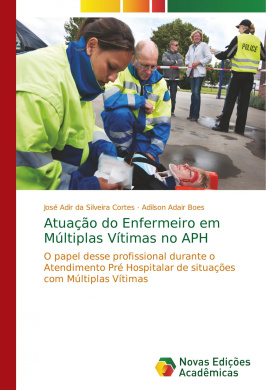 POLICE
José Adir da Silveira Cortes · Adilson Adair Boes
Atuação do Enfermeiro em
Múltiplas Vítimas no APH
O papel desse profissional durante o
Atendimento Pré Hospitalar de situações
com Múltiplas Vítimas
Novas Edições
Acadêmicas